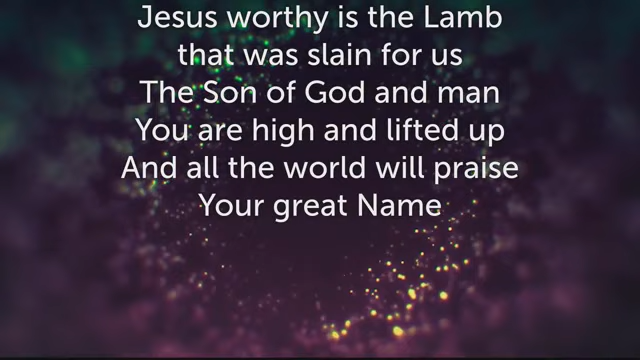 Jesus worthy is the Lamb
that was slain for us
The Son of God and man
You are high and lifted up
And all the world will praise
Your great Name